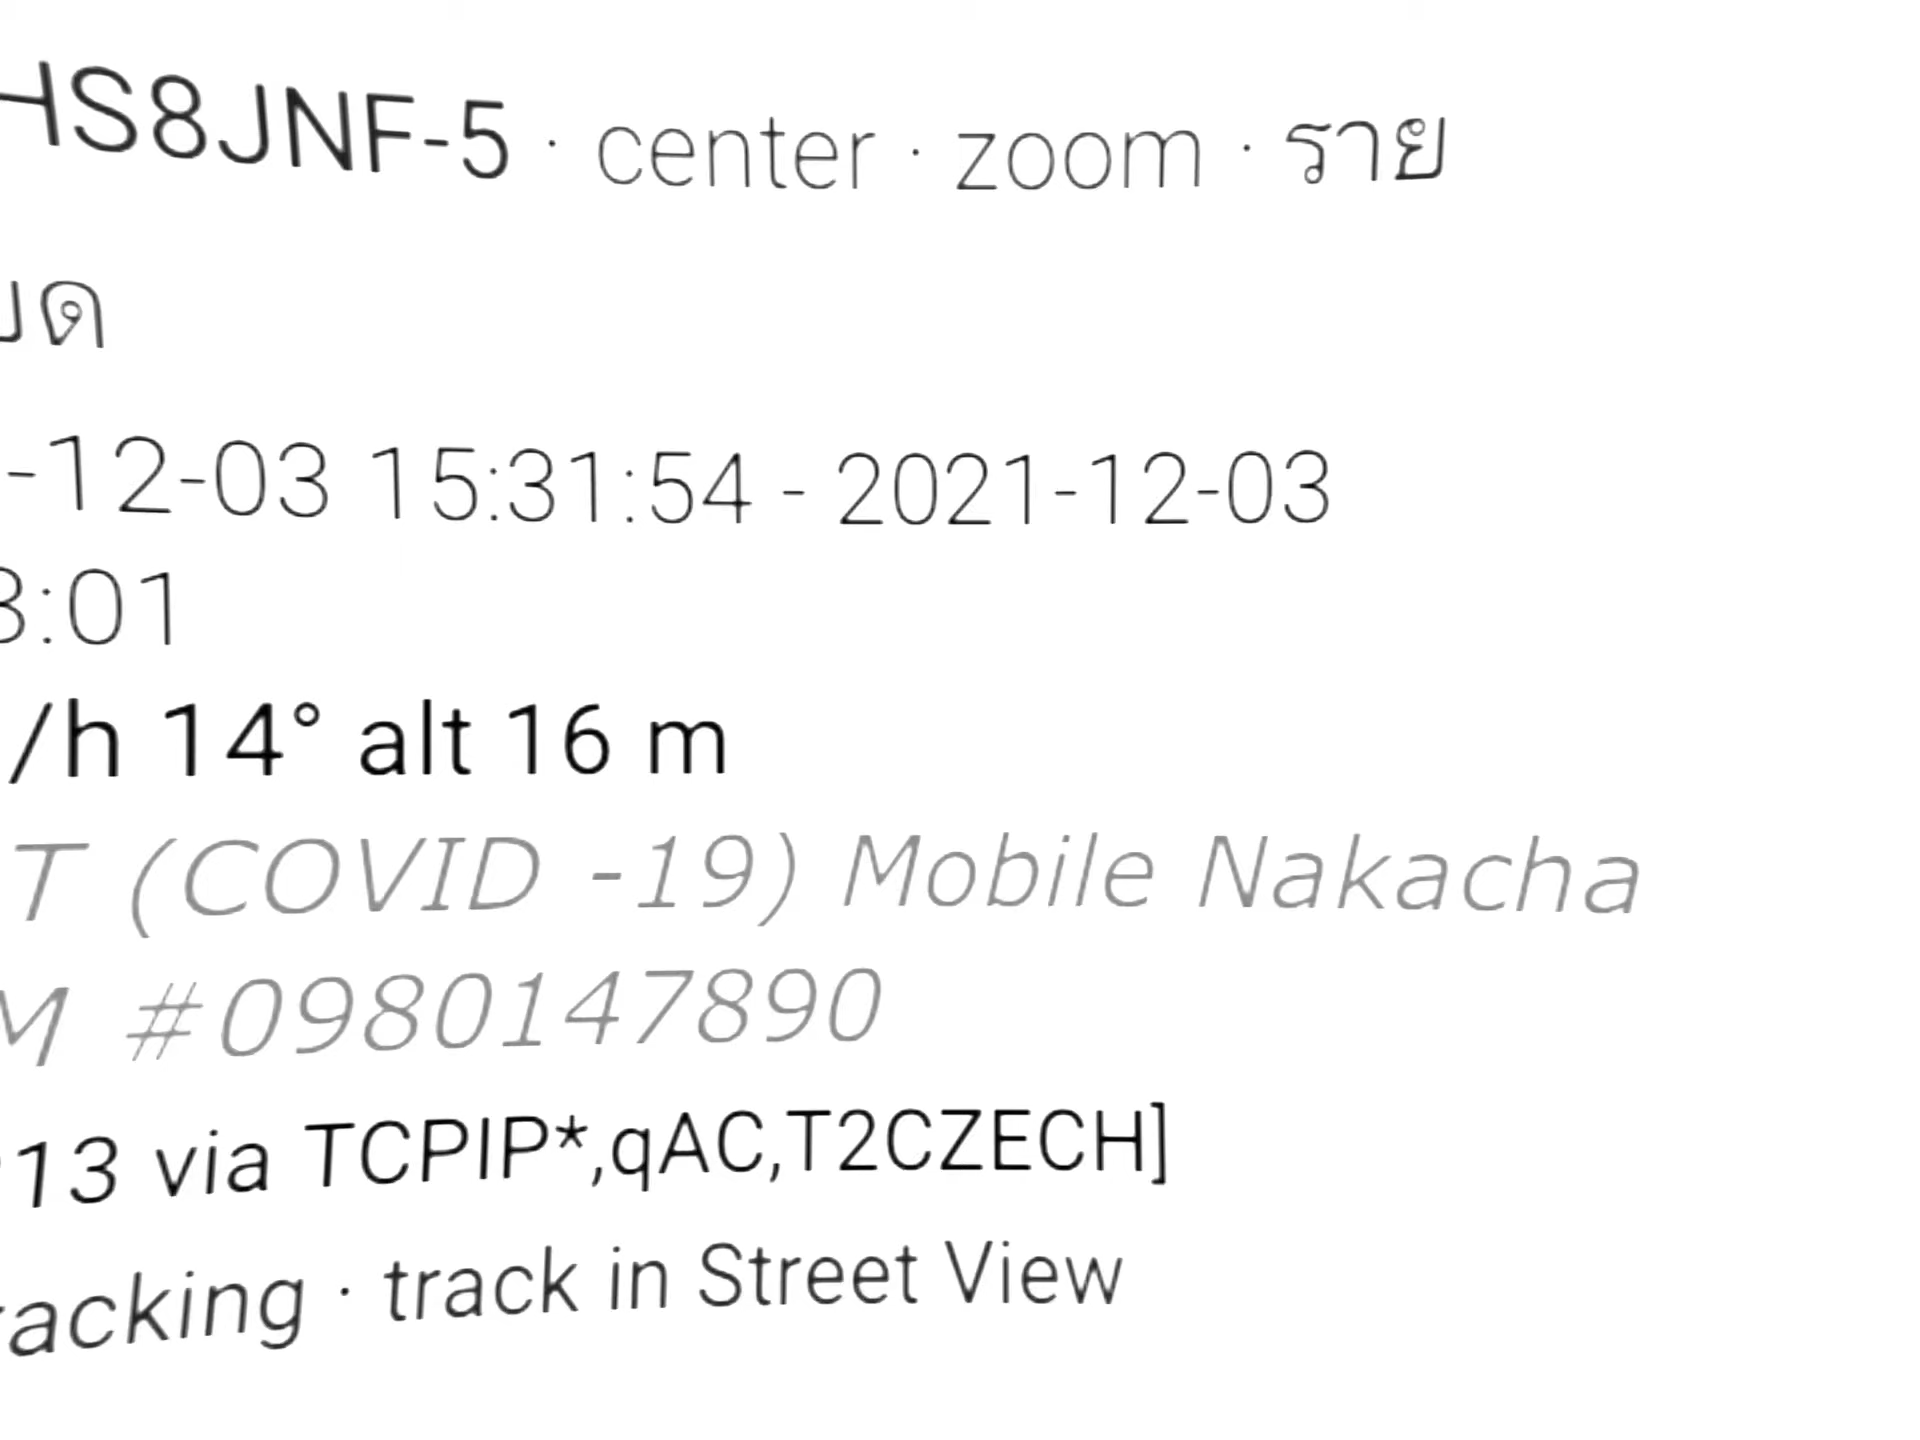 HS8JNF-5 · center · zoom · ราย
ยด
-12-03 15:31:54 - 2021-12-03
3:01
/h 14° alt 16 m
T (COVID -19) Mobile Nakacha
M #0980147890
13 via TCPIP*,qAC,T2CZECH]
racking · track in Street View